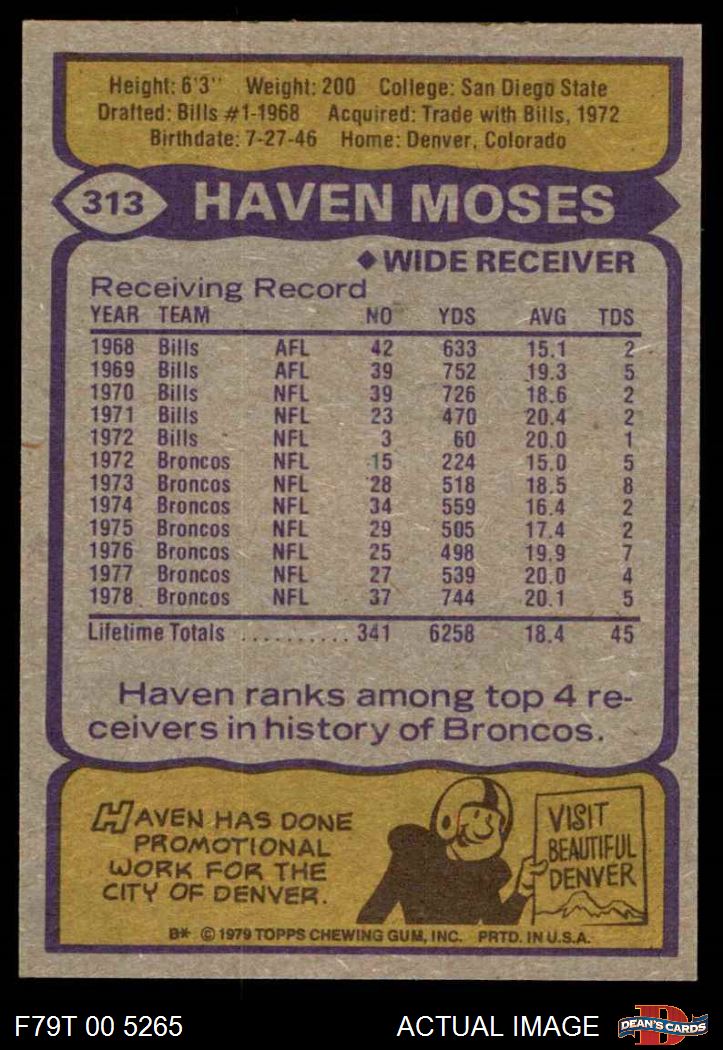 Height: 6'3" Weight: 200 College: San Diego State
Drafted: Bills #1-1968 Acquired: Trade with Bills, 1972
Birthdate: 7-27-46 Home: Denver, Colorado
313 HAVEN MOSES
◆ WIDE RECEIVER
Receiving Record
YEAR TEAM NO YDS AVG TDS
1968 Bills AFL 42 633 15.1 2
1969 Bills AFL 39 752 19.3 5
1970 Bills NFL 39 726 18.6 2
1971 Bills NFL 23 470 20.4 2
1972 Bills NFL 3 60 20.0 1
1972 Broncos NFL 15 224 15.0 5
1973 Broncos NFL 28 518 18.5 8
1974 Broncos NFL 34 559 16.4 2
1975 Broncos NFL 29 505 17.4 2
1976 Broncos NFL 25 498 19.9 7
1977 Broncos NFL 27 539 20.0 4
1978 Broncos NFL 37 744 20.1 5
Lifetime Totals .......... 341 6258 18.4 45
Haven ranks among top 4 re-
ceivers in history of Broncos.
HAVEN HAS DONE
PROMOTIONAL
WORK FOR THE
CITY OF DENVER.
VISIT
BEAUTIFUL
DENVER
B* © 1979 TOPPS CHEWING GUM, INC. PRTD. IN U.S.A.
F79T 00 5265 ACTUAL IMAGE D DEAN'S CARDS